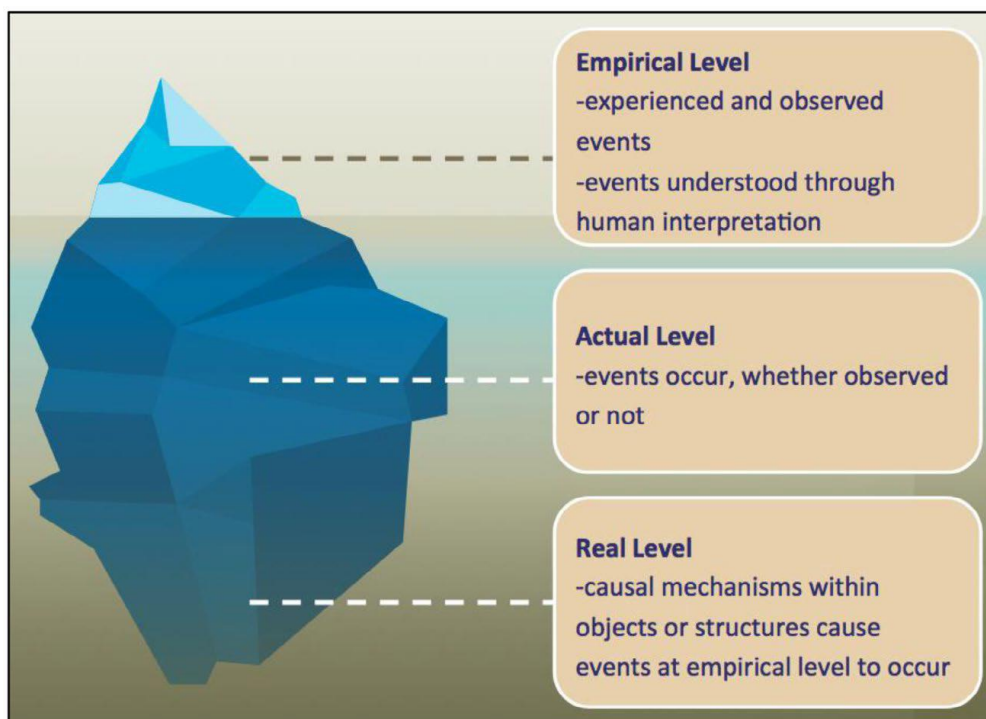 Empirical Level
-experienced and observed
events
-events understood through
human interpretation
Actual Level
-events occur, whether observed
or not
Real Level
-causal mechanisms within
objects or structures cause
events at empirical level to occur